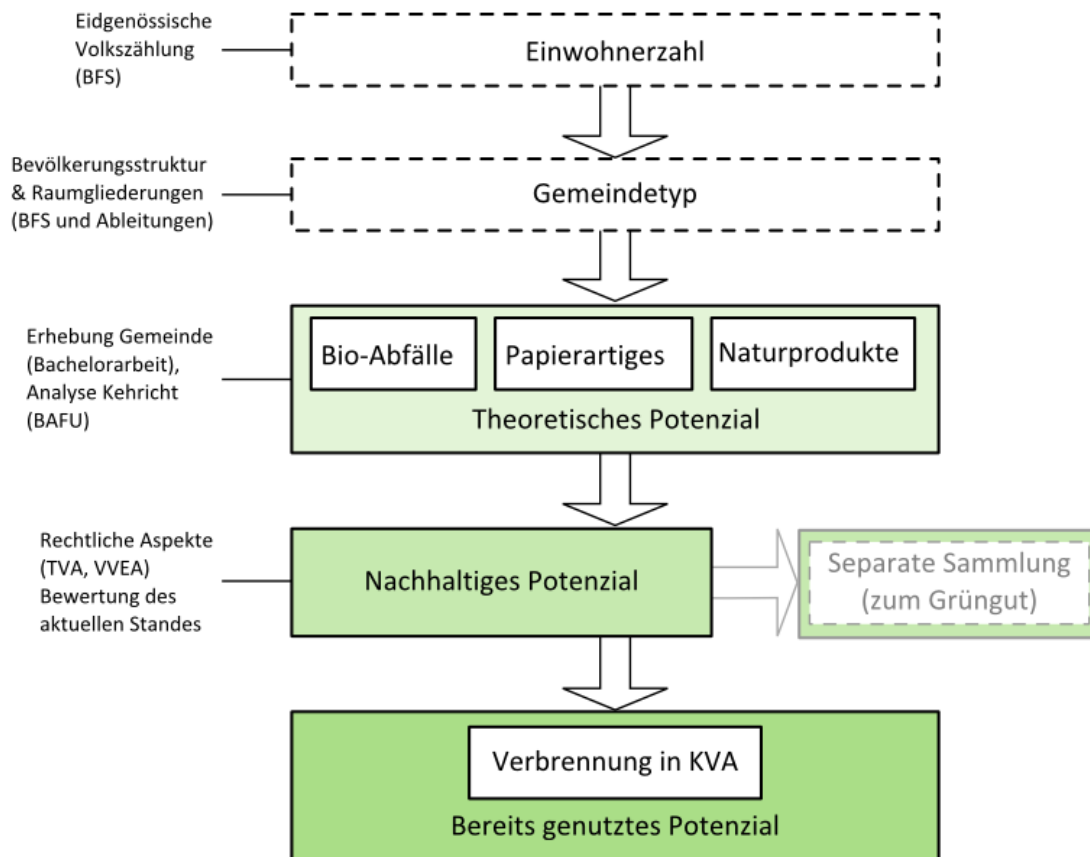 Eidgenössische
Volkszählung
(BFS)
Einwohnerzahl
Bevölkerungsstruktur
& Raumgliederungen
(BFS und Ableitungen)
Gemeindetyp
Erhebung Gemeinde
(Bachelorarbeit),
Analyse Kehricht
(BAFU)
Bio-Abfälle
Papierartiges
Naturprodukte
Theoretisches Potenzial
Rechtliche Aspekte
(TVA, VVEA)
Bewertung des
aktuellen Standes
Nachhaltiges Potenzial
Separate Sammlung
(zum Grüngut)
Verbrennung in KVA
Bereits genutztes Potenzial